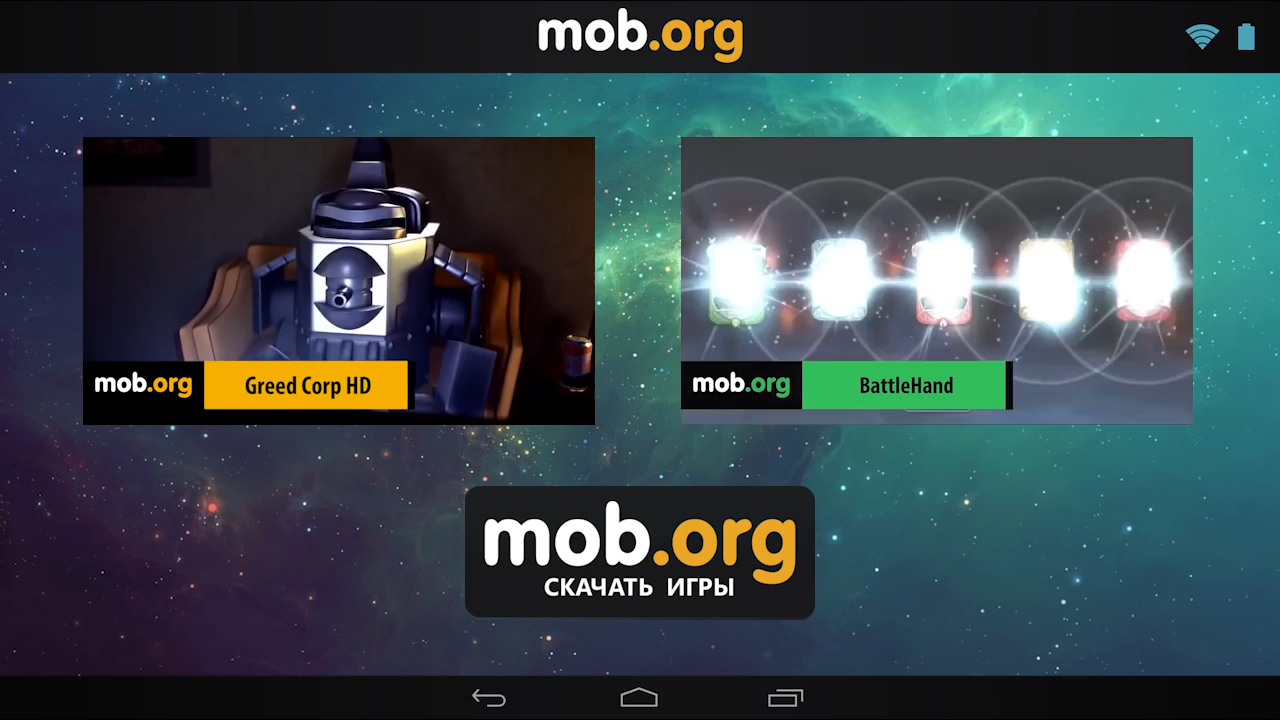 mob.org
mob.org Greed Corp HD
mob.org BattleHand
mob.org
СКАЧАТЬ ИГРЫ